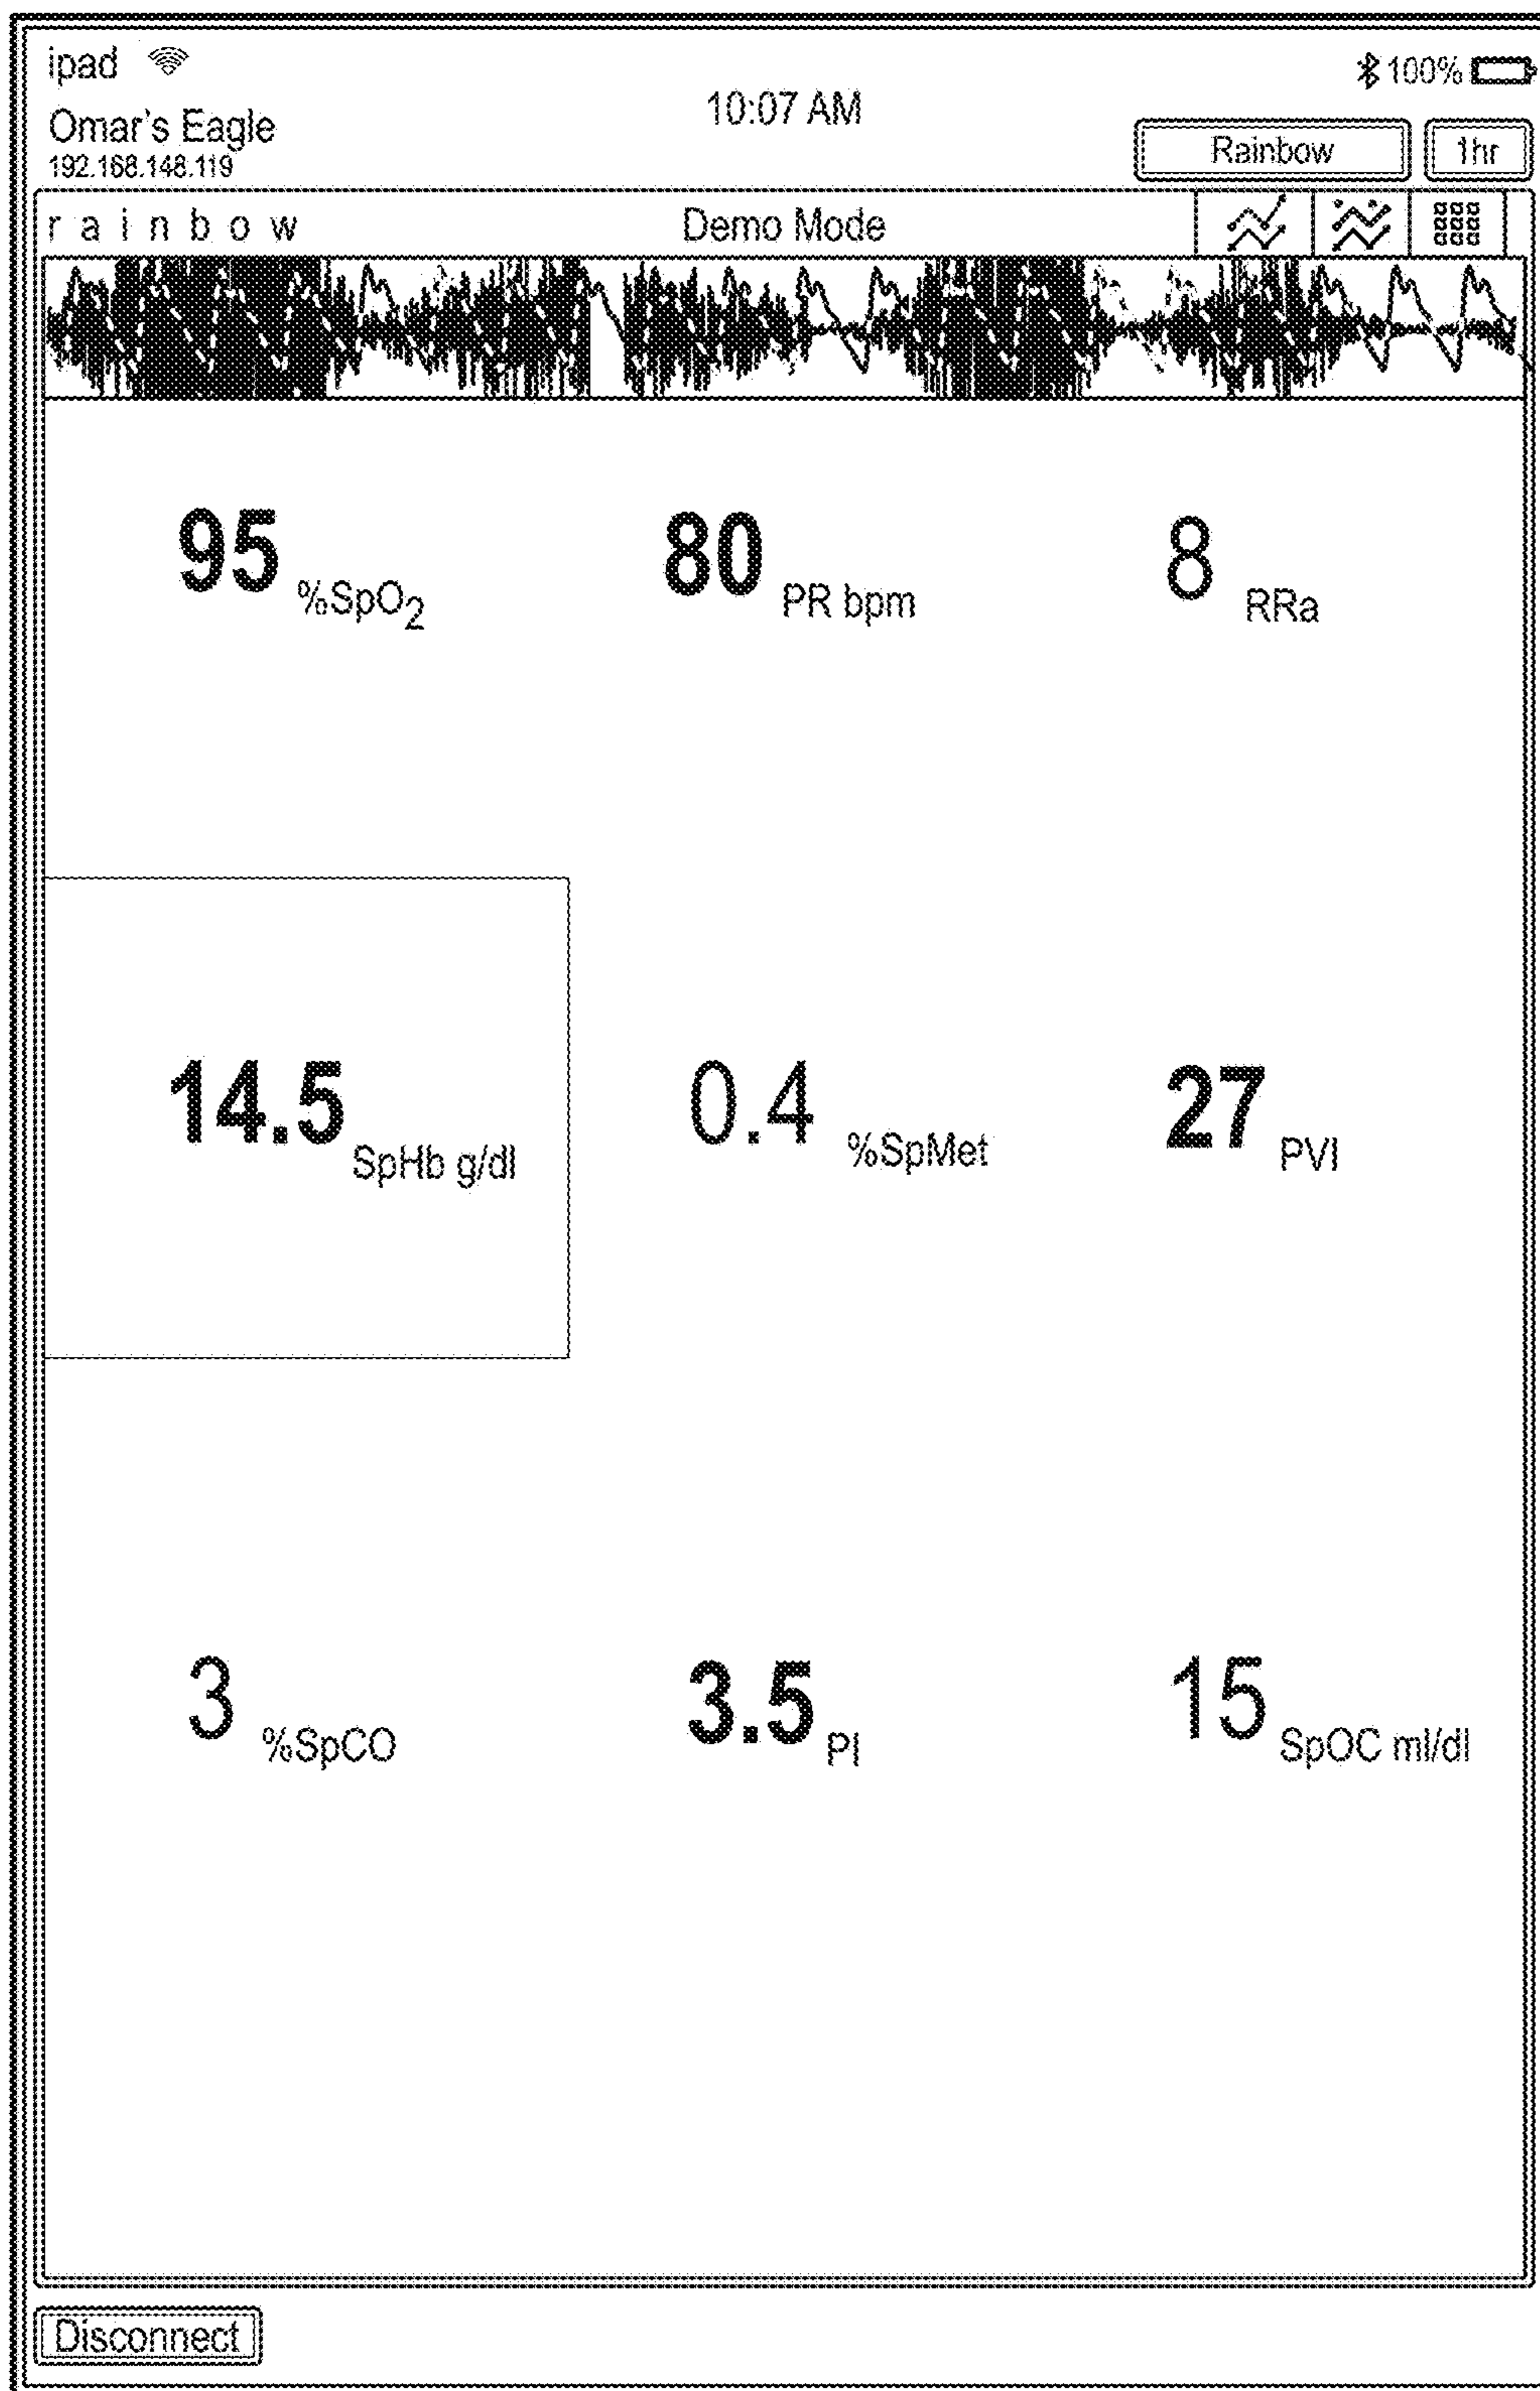 ipad
100%
10:07 AM
Omar's Eagle
192.168.148.119
Rainbow
1hr
rainbow
Demo Mode
95 %SpO2
80 PR bpm
8 RRa
14.5 SpHb g/dl
0.4 %SpMet
27 PVI
3 %SpCO
3.5 PI
15 SpOC ml/dl
Disconnect